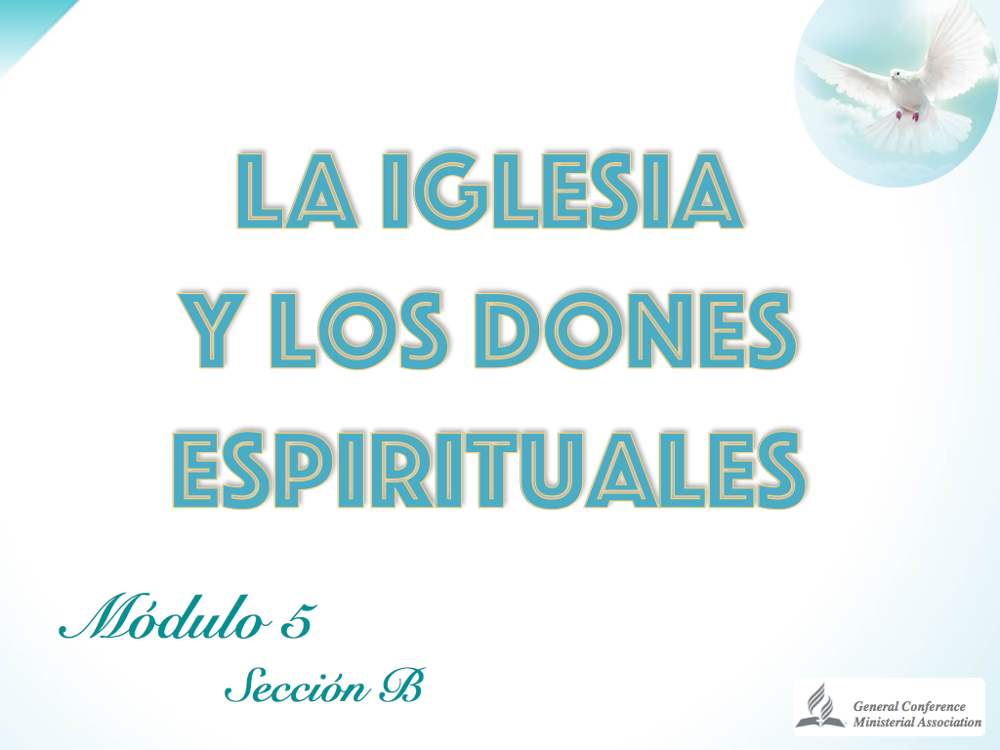 LA IGLESIA
Y LOS DONES
ESPIRITUALES
Módulo 5
Sección B
General Conference
Ministerial Association